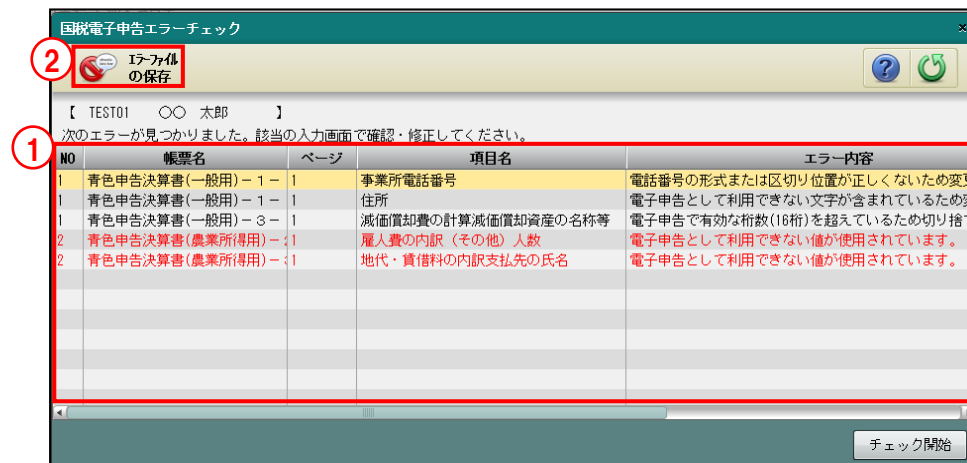 国税電子申告エラーチェック
×
2
エラーファイル
の保存
?
【 TEST01 〇〇 太郎 】
次のエラーが見つかりました。該当の入力画面で確認・修正してください。
1
NO 帳票名 ページ 項目名 エラー内容
1 青色申告決算書(一般用)－１－ 1 事業所電話番号 電話番号の形式または区切り位置が正しくないため変
1 青色申告決算書(一般用)－１－ 1 住所 電子申告として利用できない文字が含まれているため
1 青色申告決算書(一般用)－３－ 1 減価償却費の計算減価償却資産の名称等 電子申告で有効な桁数(16桁)を超えているため切り捨
2 青色申告決算書(農業所得用)－ 1 雇人費の内訳（その他）人数 電子申告として利用できない値が使用されています。
2 青色申告決算書(農業所得用)－ 1 地代・賃借料の内訳支払先の氏名 電子申告として利用できない値が使用されています。
チェック開始